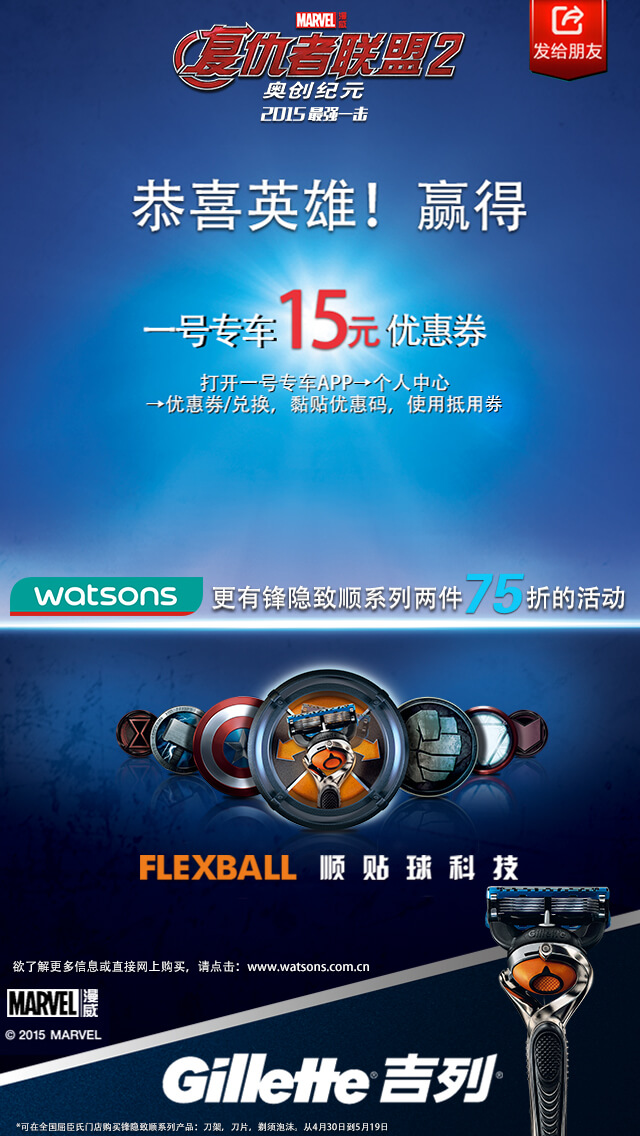 MARVEL 漫威
复仇者联盟2
奥创纪元
2015最强一击
发给朋友
恭喜英雄！赢得
一号专车15元优惠券
打开一号专车APP→个人中心
→优惠券/兑换，黏贴优惠码，使用抵用券
watsons 更有锋隐致顺系列两件75折的活动
FLEXBALL 顺贴球科技
Gillette
欲了解更多信息或直接网上购买，请点击：www.watsons.com.cn
MARVEL 漫威
© 2015 MARVEL
Gillette® 吉列®
*可在全国屈臣氏门店购买锋隐致顺系列产品：刀架，刀片，剃须泡沫。从4月30日到5月19日